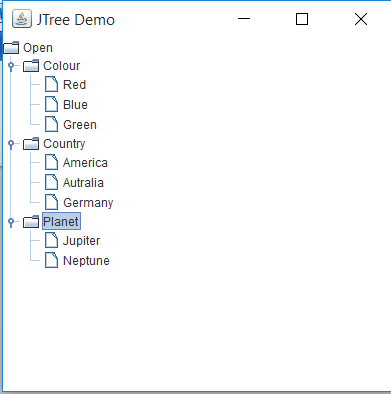 JTree Demo
Open
Colour
Red
Blue
Green
Country
America
Autralia
Germany
Planet
Jupiter
Neptune